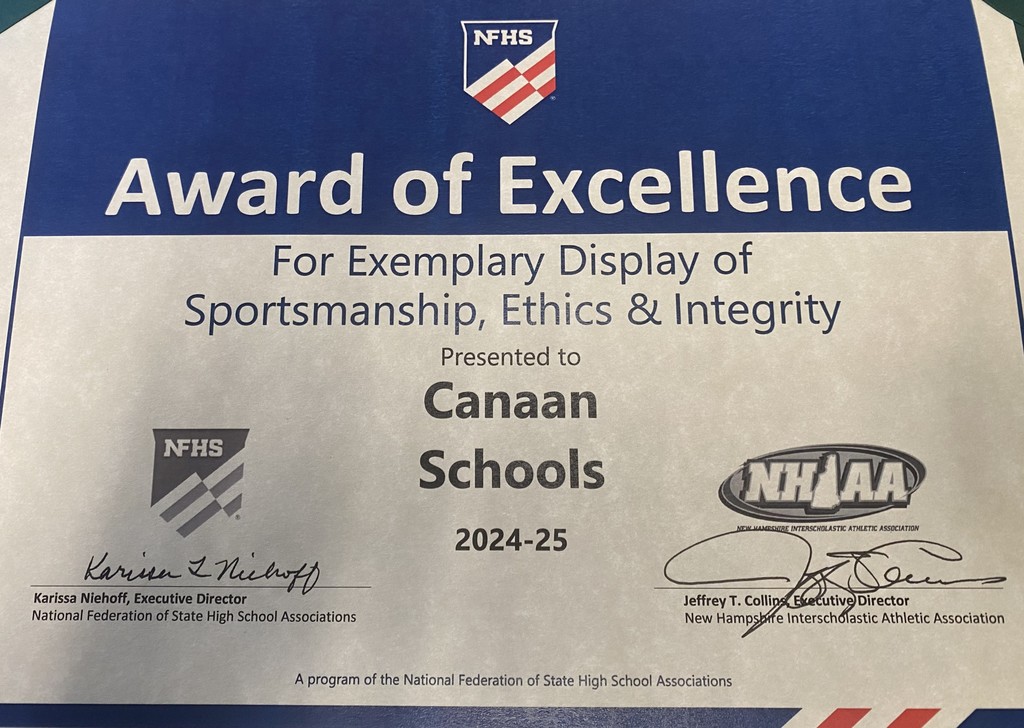 NFHS
Award of Excellence
For Exemplary Display of
Sportsmanship, Ethics & Integrity
Presented to
Canaan
Schools
2024-25
NFHS
NHIAA
NEW HAMPSHIRE INTERSCHOLASTIC ATHLETIC ASSOCIATION
Karissa L Niehoff
Karissa Niehoff, Executive Director
National Federation of State High School Associations
Jeffrey T. Collins, Executive Director
New Hampshire Interscholastic Athletic Association
A program of the National Federation of State High School Associations